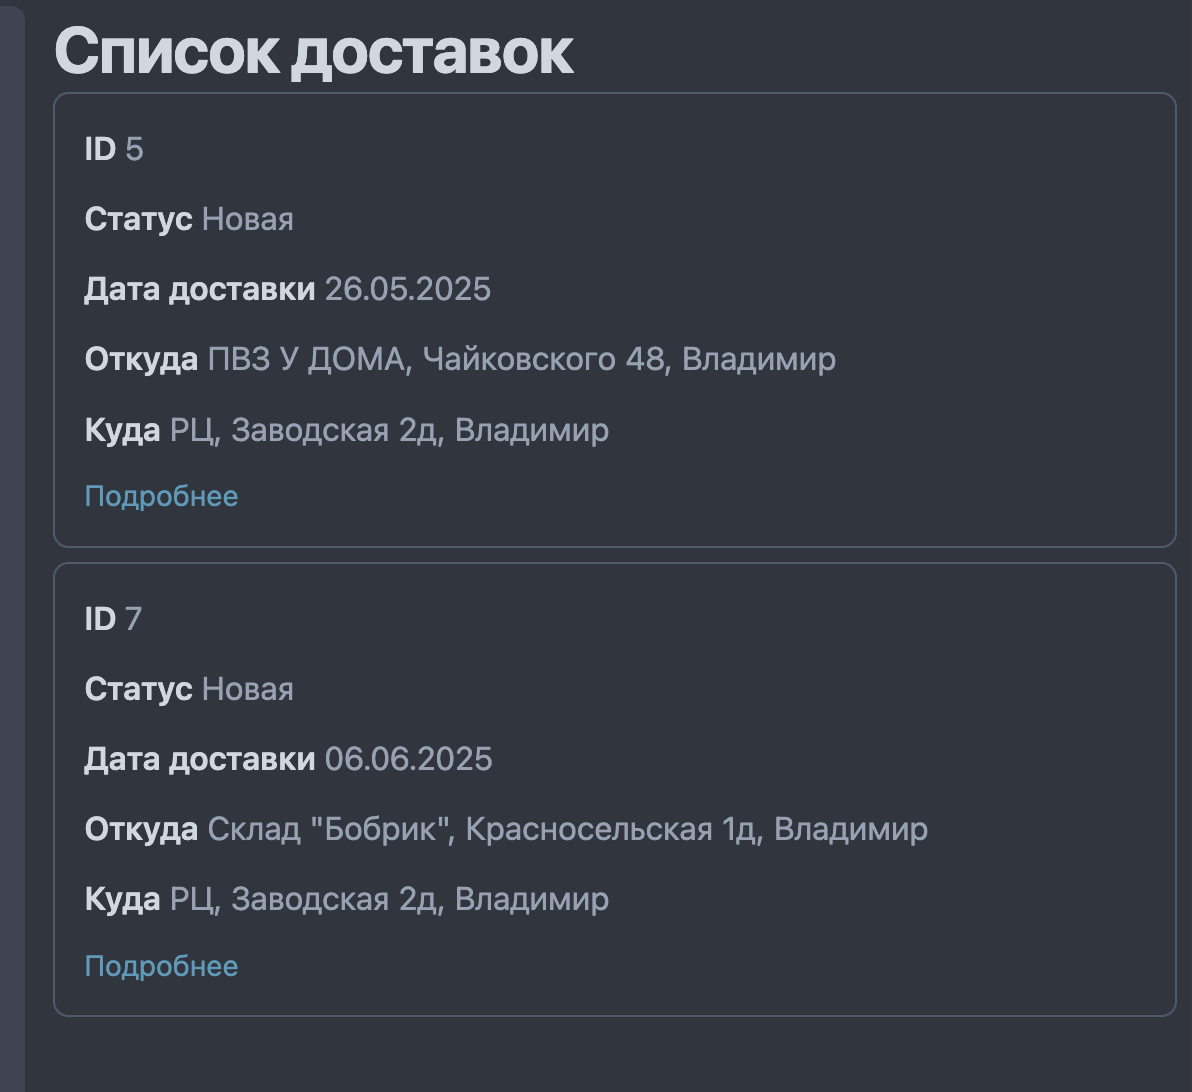 Список доставок
ID 5
Статус Новая
Дата доставки 26.05.2025
Откуда ПВЗ У ДОМА, Чайковского 48, Владимир
Куда РЦ, Заводская 2д, Владимир
Подробнее
ID 7
Статус Новая
Дата доставки 06.06.2025
Откуда Склад "Бобрик", Красносельская 1д, Владимир
Куда РЦ, Заводская 2д, Владимир
Подробнее